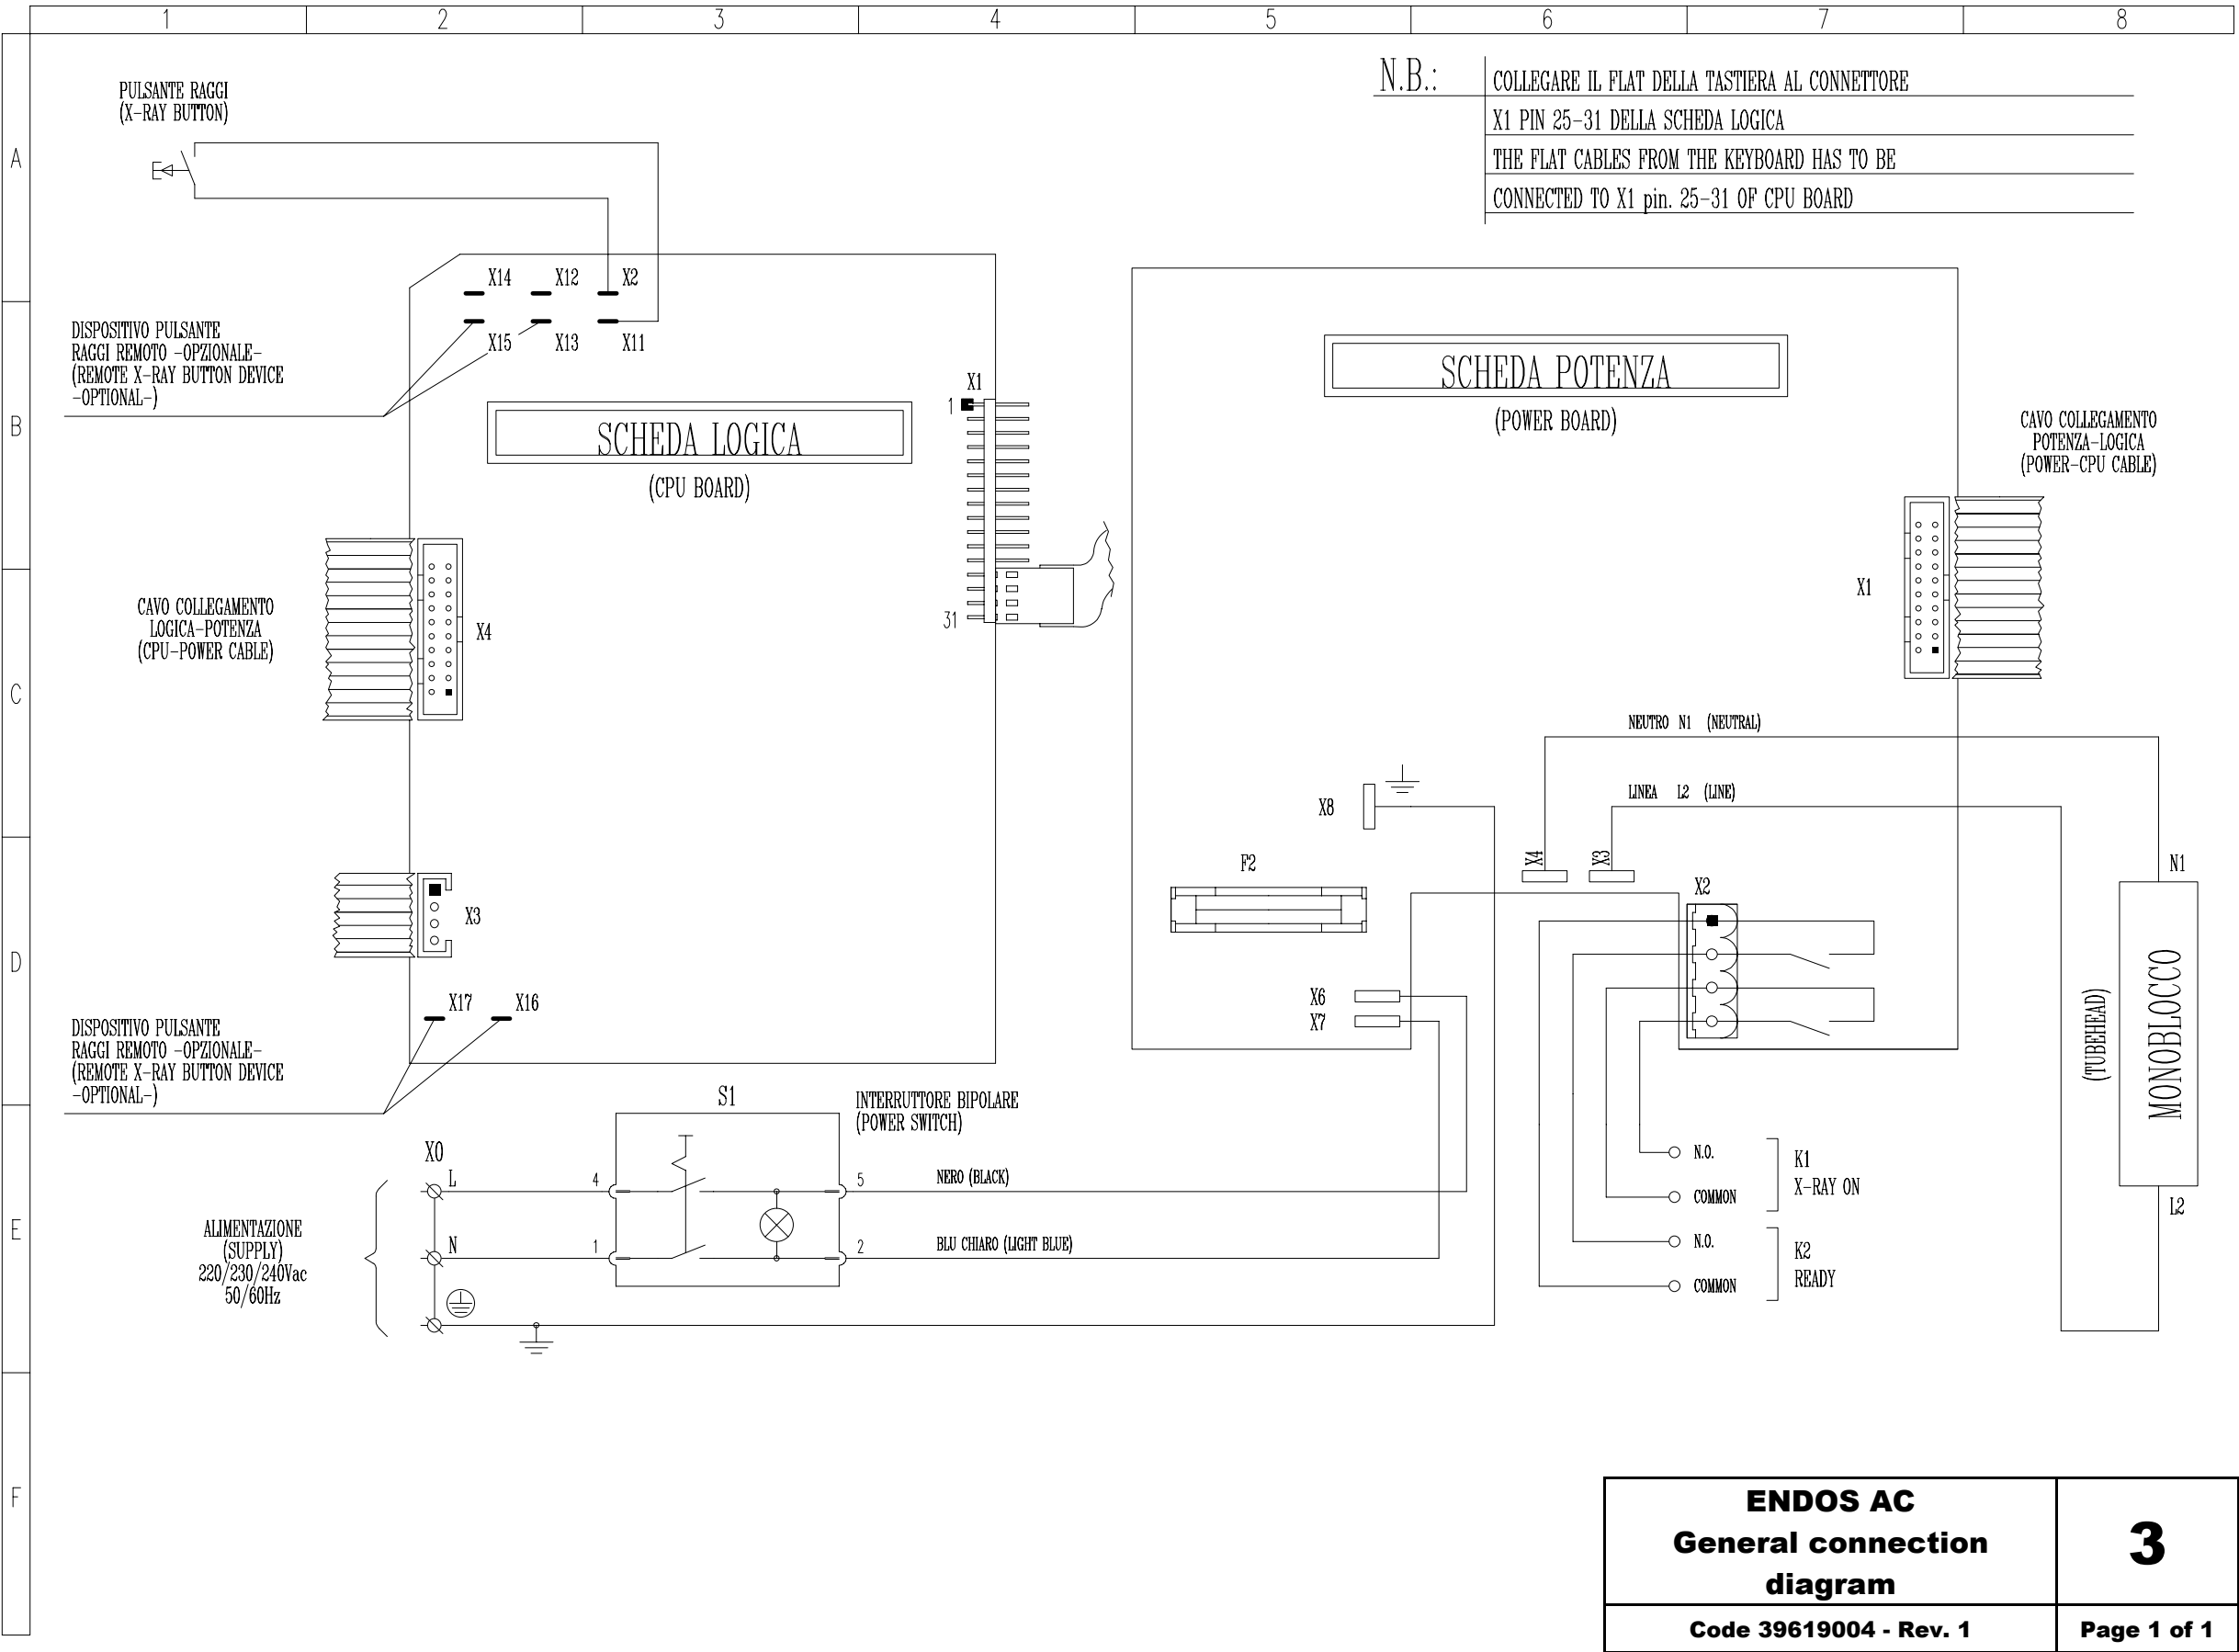 1 2 3 4 5 6 7 8
A
B
C
D
E
F
PULSANTE RAGGI
(X-RAY BUTTON)
N.B.:
COLLEGARE IL FLAT DELLA TASTIERA AL CONNETTORE
X1 PIN 25-31 DELLA SCHEDA LOGICA
THE FLAT CABLES FROM THE KEYBOARD HAS TO BE
CONNECTED TO X1 pin. 25-31 OF CPU BOARD
X14 X12 X2
X15 X13 X11
DISPOSITIVO PULSANTE
RAGGI REMOTO -OPZIONALE-
(REMOTE X-RAY BUTTON DEVICE
-OPTIONAL-)
SCHEDA LOGICA
(CPU BOARD)
X1
1
31
SCHEDA POTENZA
(POWER BOARD)
CAVO COLLEGAMENTO
POTENZA-LOGICA
(POWER-CPU CABLE)
X1
CAVO COLLEGAMENTO
LOGICA-POTENZA
(CPU-POWER CABLE)
X4
NEUTRO N1 (NEUTRAL)
LINEA L2 (LINE)
X8
F2
X4
X3
X2
N1
X3
X6
X7
X17 X16
DISPOSITIVO PULSANTE
RAGGI REMOTO -OPZIONALE-
(REMOTE X-RAY BUTTON DEVICE
-OPTIONAL-)
(TUBEHEAD)
MONOBLOCCO
L2
S1
INTERRUTTORE BIPOLARE
(POWER SWITCH)
X0
L
4
5
NERO (BLACK)
N
1
2
BLU CHIARO (LIGHT BLUE)
ALIMENTAZIONE
(SUPPLY)
220/230/240Vac
50/60Hz
N.O.
COMMON
K1
X-RAY ON
N.O.
COMMON
K2
READY
ENDOS AC
General connection
diagram
3
Code 39619004 - Rev. 1
Page 1 of 1